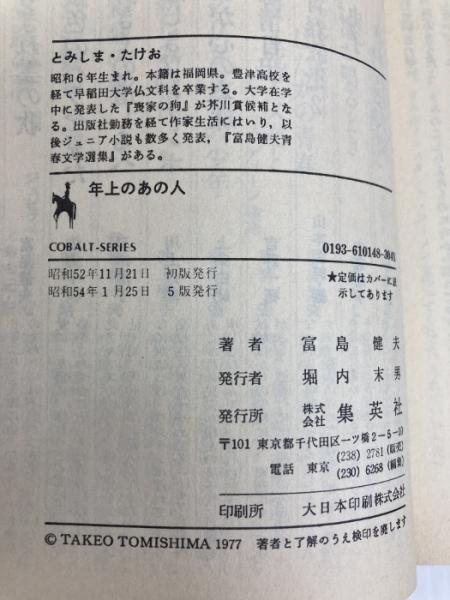 とみしま・たけお
昭和6年生まれ。本籍は福岡県。豊津高校を
経て早稲田大学仏文科を卒業する。大学在学
中に発表した『喪家の狗』が芥川賞候補とな
る。出版社勤務を経て作家生活にはいり，以
後ジュニア小説も数多く発表，『富島健夫青
春文学選集』がある。
年上のあの人
COBALT-SERIES
0193-610148-3041
昭和52年11月21日 初版発行
昭和54年1月25日 5版発行
★定価はカバーに表
示してあります
著者 富島健夫
発行者 堀内末男
発行所 株式会社 集英社
〒101 東京都千代田区一ツ橋2-5-10
電話 東京 (238) 2781(販売)
(230) 6268(編集)
印刷所 大日本印刷株式会社
© TAKEO TOMISHIMA 1977 著者と了解のうえ検印を廃します